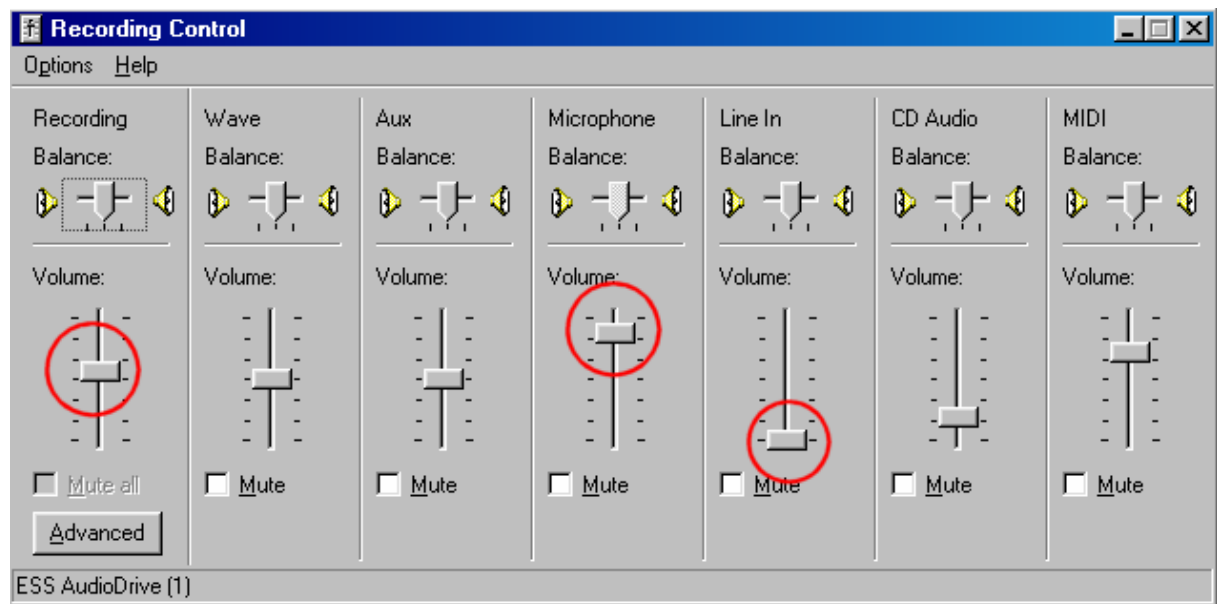 Recording Control
Options Help
Recording Wave Aux Microphone Line In CD Audio MIDI
Balance: Balance: Balance: Balance: Balance: Balance: Balance:
Volume: Volume: Volume: Volume: Volume: Volume: Volume:
Mute all Mute Mute Mute Mute Mute Mute
Advanced
ESS AudioDrive (1)